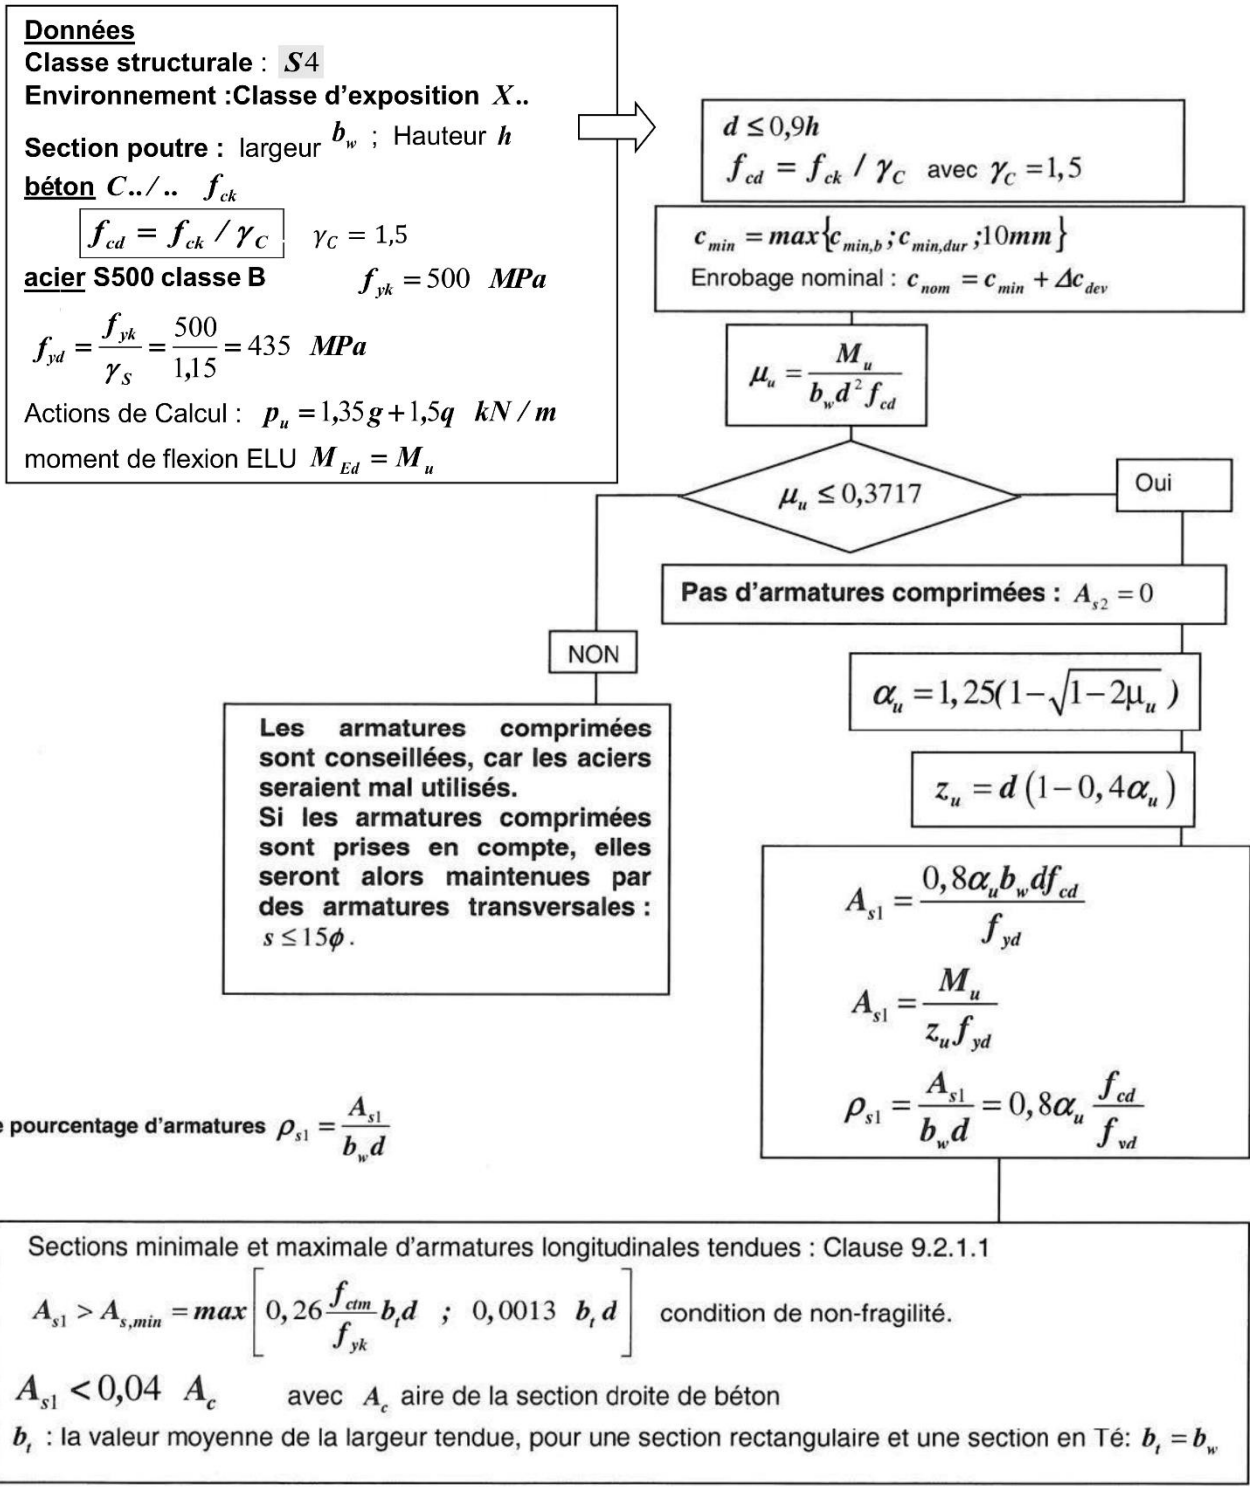 Données
Classe structurale : S4
Environnement :Classe d'exposition X..
Section poutre : largeur b_w ; Hauteur h
béton C../.. f_ck
f_cd = f_ck / γ_C γ_C = 1,5
acier S500 classe B f_yk = 500 MPa
f_yd = f_yk / γ_S = 500 / 1,15 = 435 MPa
Actions de Calcul : p_u = 1,35g + 1,5q kN / m
moment de flexion ELU M_Ed = M_u
d ≤ 0,9h
f_cd = f_ck / γ_C avec γ_C = 1,5
c_min = max{c_min,b ; c_min,dur ; 10mm}
Enrobage nominal : c_nom = c_min + Δc_dev
μ_u = M_u / b_w d² f_cd
μ_u ≤ 0,3717
Oui
Pas d'armatures comprimées : A_s2 = 0
NON
α_u = 1,25(1−√1−2μ_u )
z_u = d (1−0,4α_u)
Les armatures comprimées
sont conseillées, car les aciers
seraient mal utilisés.
Si les armatures comprimées
sont prises en compte, elles
seront alors maintenues par
des armatures transversales :
s ≤ 15ϕ.
A_s1 = 0,8α_u b_w d f_cd / f_yd
A_s1 = M_u / z_u f_yd
ρ_s1 = A_s1 / b_w d = 0,8α_u f_cd / f_yd
pourcentage d'armatures ρ_s1 = A_s1 / b_w d
Sections minimale et maximale d'armatures longitudinales tendues : Clause 9.2.1.1
A_s1 > A_s,min = max[0,26 f_ctm / f_yk b_t d ; 0,0013 b_t d] condition de non-fragilité.
A_s1 < 0,04 A_c avec A_c aire de la section droite de béton
b_t : la valeur moyenne de la largeur tendue, pour une section rectangulaire et une section en Té: b_t = b_w